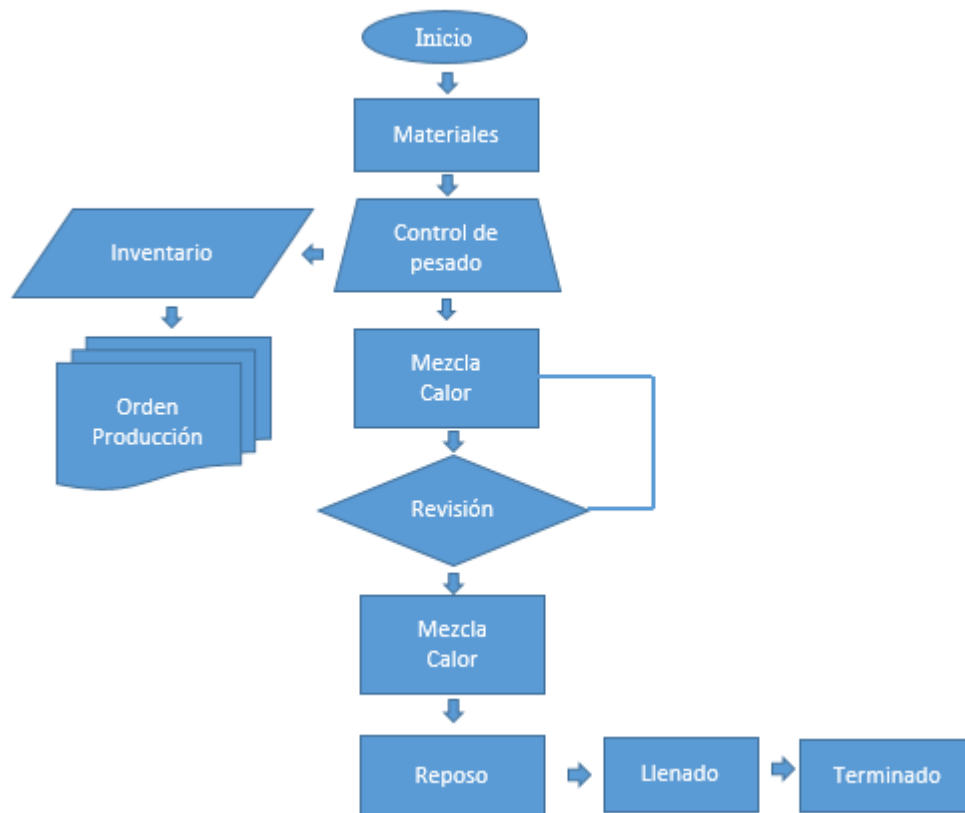 Inicio
Materiales
Control de
pesado
Inventario
Orden
Producción
Mezcla
Calor
Revisión
Mezcla
Calor
Reposo
Llenado
Terminado